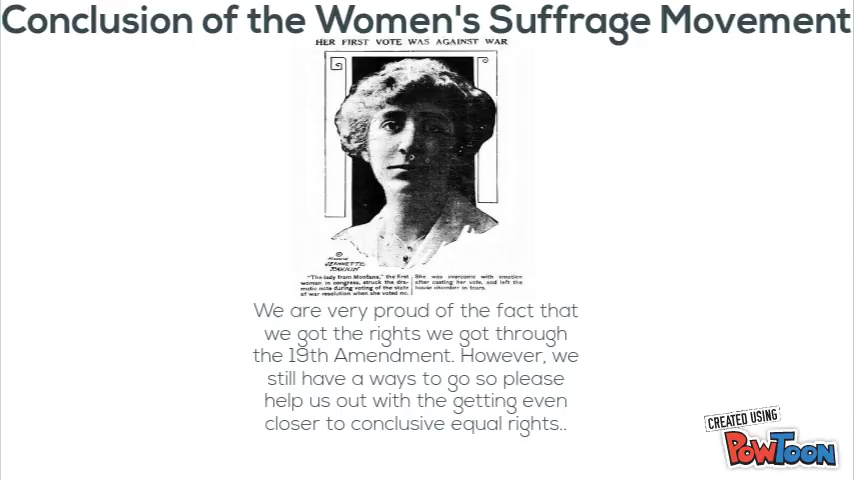 Conclusion of the Women's Suffrage Movement
HER FIRST VOTE WAS AGAINST WAR
©
JEANNETTE
RANKIN
"The lady from Montana," the first
woman in congress, struck the dra-
matic note during voting of the state
of war resolution when she voted no.
She was overcome with emotion
after casting her vote, and left the
house chamber in tears.
We are very proud of the fact that
we got the rights we got through
the 19th Amendment. However, we
still have a ways to go so please
help us out with the getting even
closer to conclusive equal rights..
CREATED USING
POWTOON